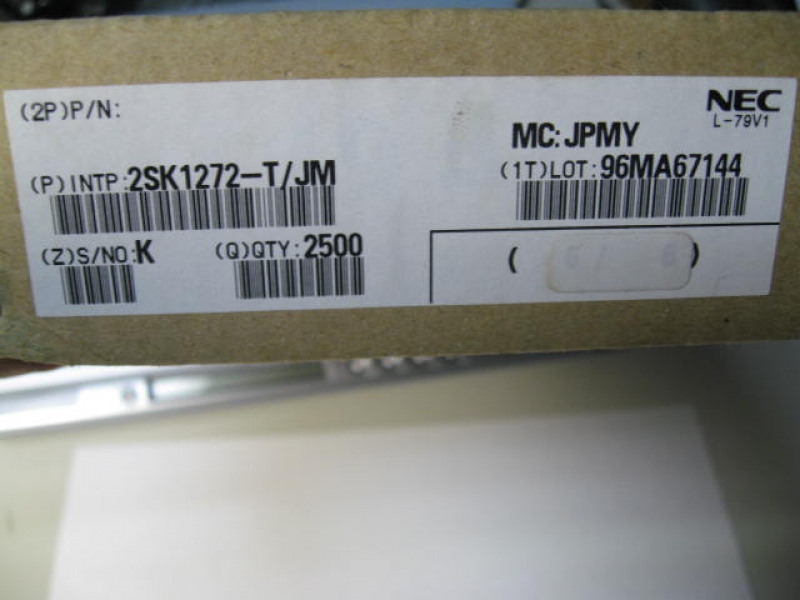 (2P)P/N:
NEC
L-79V1
MC:JPMY
(P)INTP:2SK1272-T/JM
(1T)LOT:96MA67144
(Z)S/NO:K
(Q)QTY:2500
( )